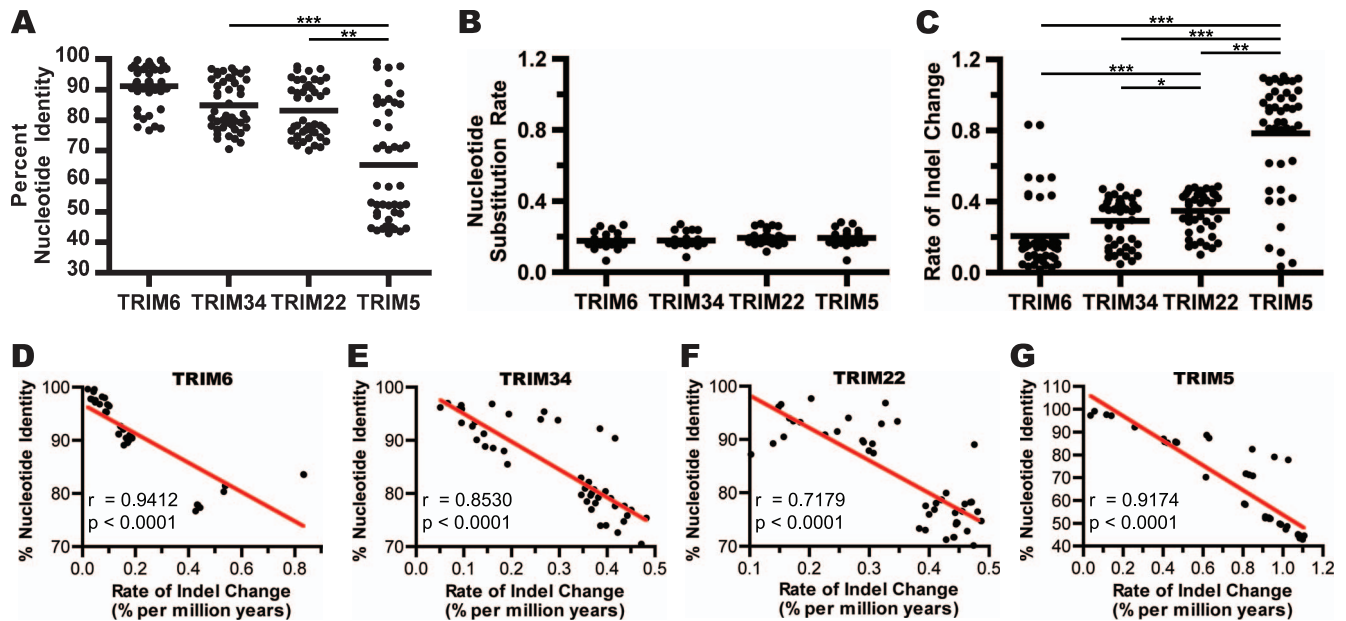 A
***
**
Percent
Nucleotide Identity
100
90
80
70
60
50
40
30
TRIM6 TRIM34 TRIM22 TRIM5
B
Nucleotide
Substitution Rate
1.2
0.8
0.4
0.0
TRIM6 TRIM34 TRIM22 TRIM5
C
***
***
**
***
*
Rate of Indel Change
1.2
0.8
0.4
0.0
TRIM6 TRIM34 TRIM22 TRIM5
D
TRIM6
% Nucleotide Identity
100
90
80
70
r = 0.9412
p < 0.0001
0.0 0.2 0.4 0.6 0.8
Rate of Indel Change
(% per million years)
E
TRIM34
% Nucleotide Identity
100
90
80
70
r = 0.8530
p < 0.0001
0.0 0.1 0.2 0.3 0.4 0.5
Rate of Indel Change
(% per million years)
F
TRIM22
% Nucleotide Identity
100
90
80
70
r = 0.7179
p < 0.0001
0.1 0.2 0.3 0.4 0.5
Rate of Indel Change
(% per million years)
G
TRIM5
% Nucleotide Identity
110
100
90
80
70
60
50
40
r = 0.9174
p < 0.0001
0.0 0.2 0.4 0.6 0.8 1.0 1.2
Rate of Indel Change
(% per million years)